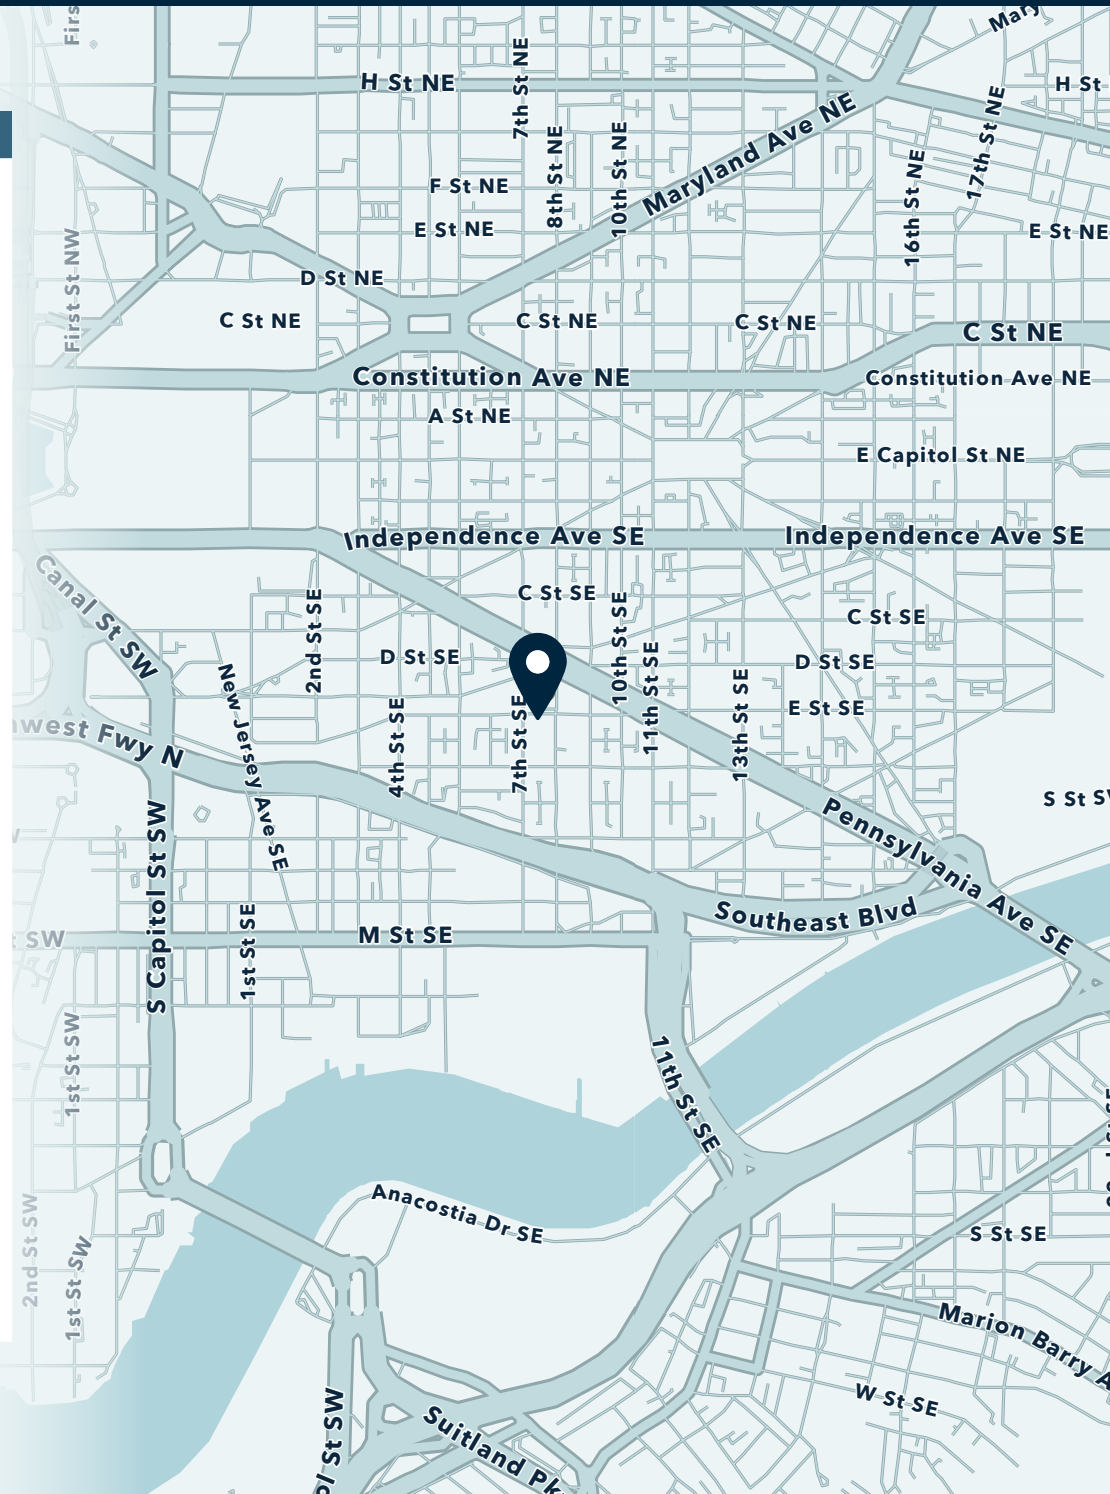 Firs
Mary
7th St NE
H St NE
H St
17th St NE
Maryland Ave NE
8th St NE
10th St NE
16th St NE
F St NE
E St NE
E St NE
First St NW
D St NE
C St NE
C St NE
C St NE
C St NE
Constitution Ave NE
Constitution Ave NE
A St NE
E Capitol St NE
Independence Ave SE
Independence Ave SE
Canal St SW
C St SE
2nd St SE
10th St SE
C St SE
D St SE
11th St SE
D St SE
New Jersey Ave SE
4th St SE
7th St SE
13th St SE
E St SE
west Fwy N
S St S
Pennsylvania Ave SE
S Capitol St SW
1st St SE
Southeast Blvd
t SW
M St SE
1st St SW
11th St SE
Anacostia Dr SE
2nd St SW
1st St SW
S St SE
Marion Barry A
W St SE
ol St SW
Suitland Pk